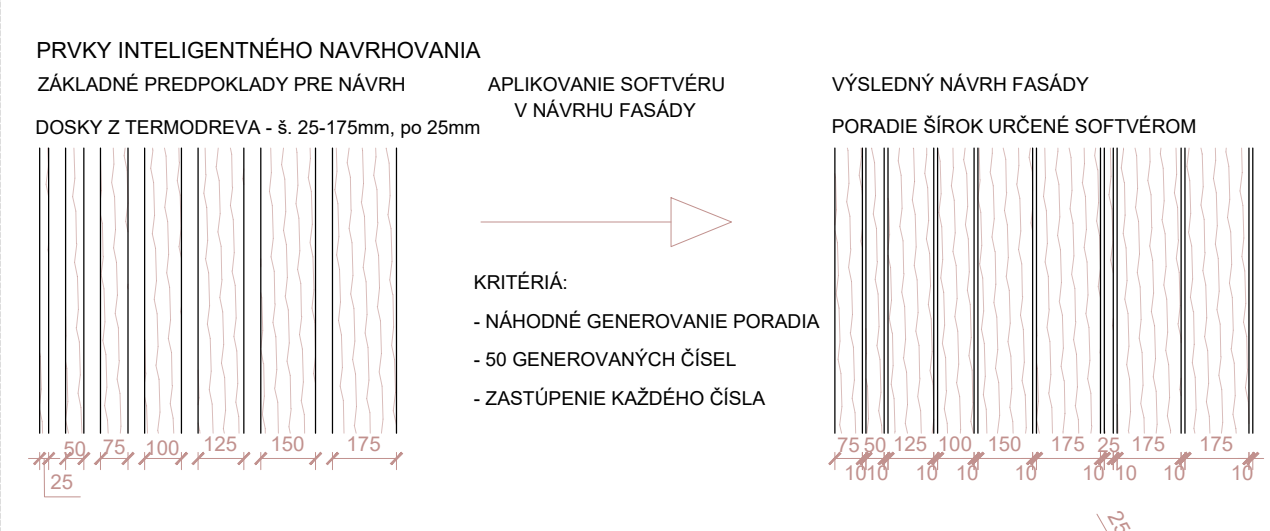 PRVKY INTELIGENTNÉHO NAVRHOVANIA
ZÁKLADNÉ PREDPOKLADY PRE NÁVRH
DOSKY Z TERMODREVA - š. 25-175mm, po 25mm
50 75 100 125 150 175
25
APLIKOVANIE SOFTVÉRU
V NÁVRHU FASÁDY
KRITÉRIÁ:
- NÁHODNÉ GENEROVANIE PORADIA
- 50 GENEROVANÝCH ČÍSEL
- ZASTÚPENIE KAŽDÉHO ČÍSLA
VÝSLEDNÝ NÁVRH FASÁDY
PORADIE ŠÍROK URČENÉ SOFTVÉROM
75 50 125 100 150 175 25 175 175
10 10 10 10 10 10 10 10 10
25